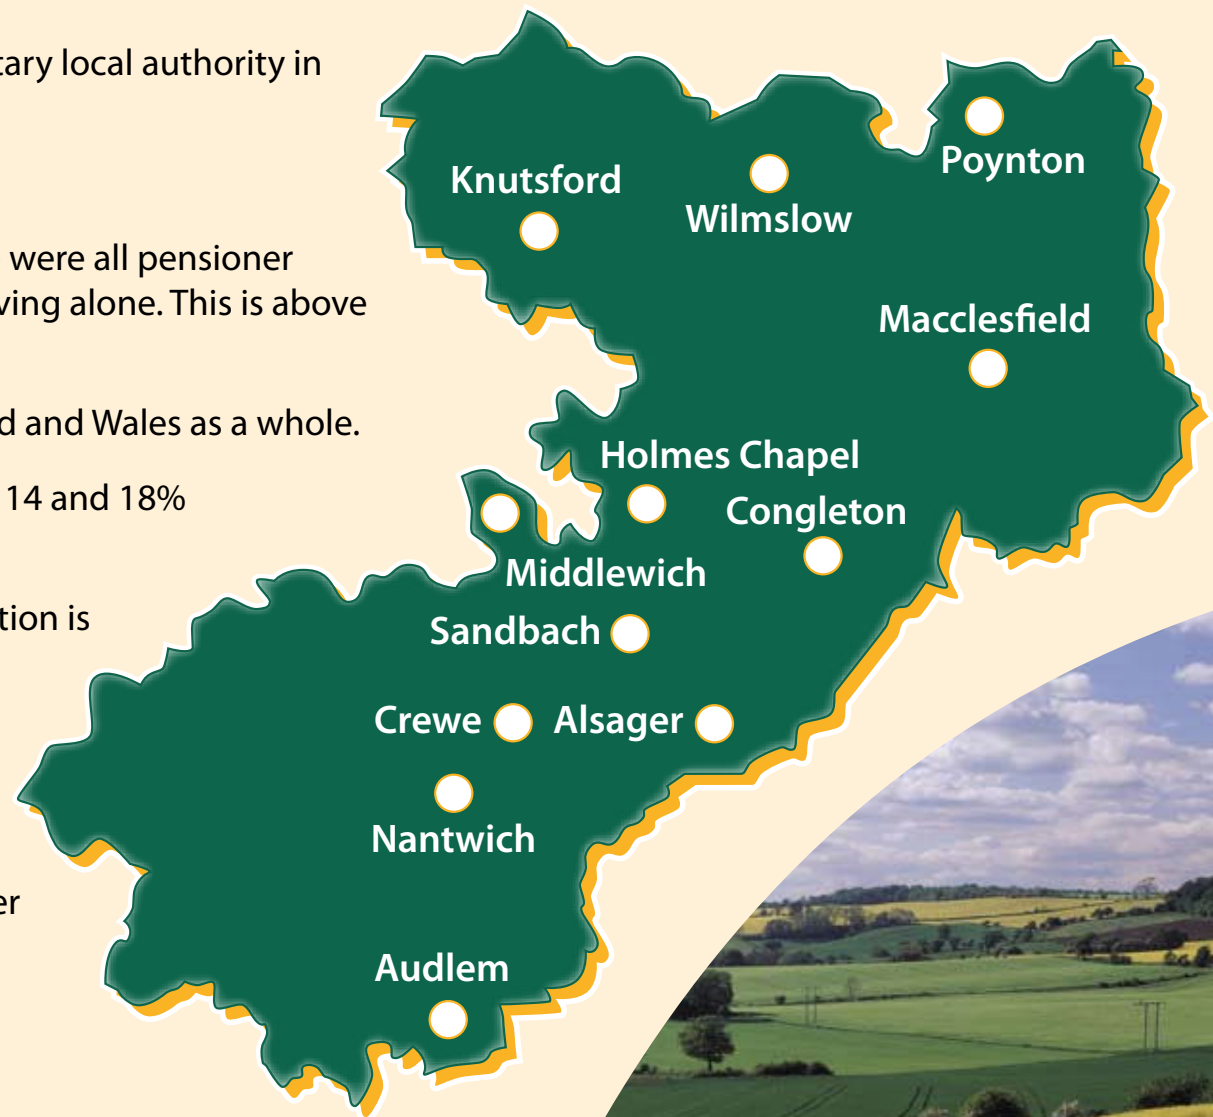 tary local authority in
were all pensioner
ving alone. This is above
d and Wales as a whole.
14 and 18%
tion is
er
Poynton
Knutsford
Wilmslow
Macclesfield
Holmes Chapel
Congleton
Middlewich
Sandbach
Crewe
Alsager
Nantwich
Audlem